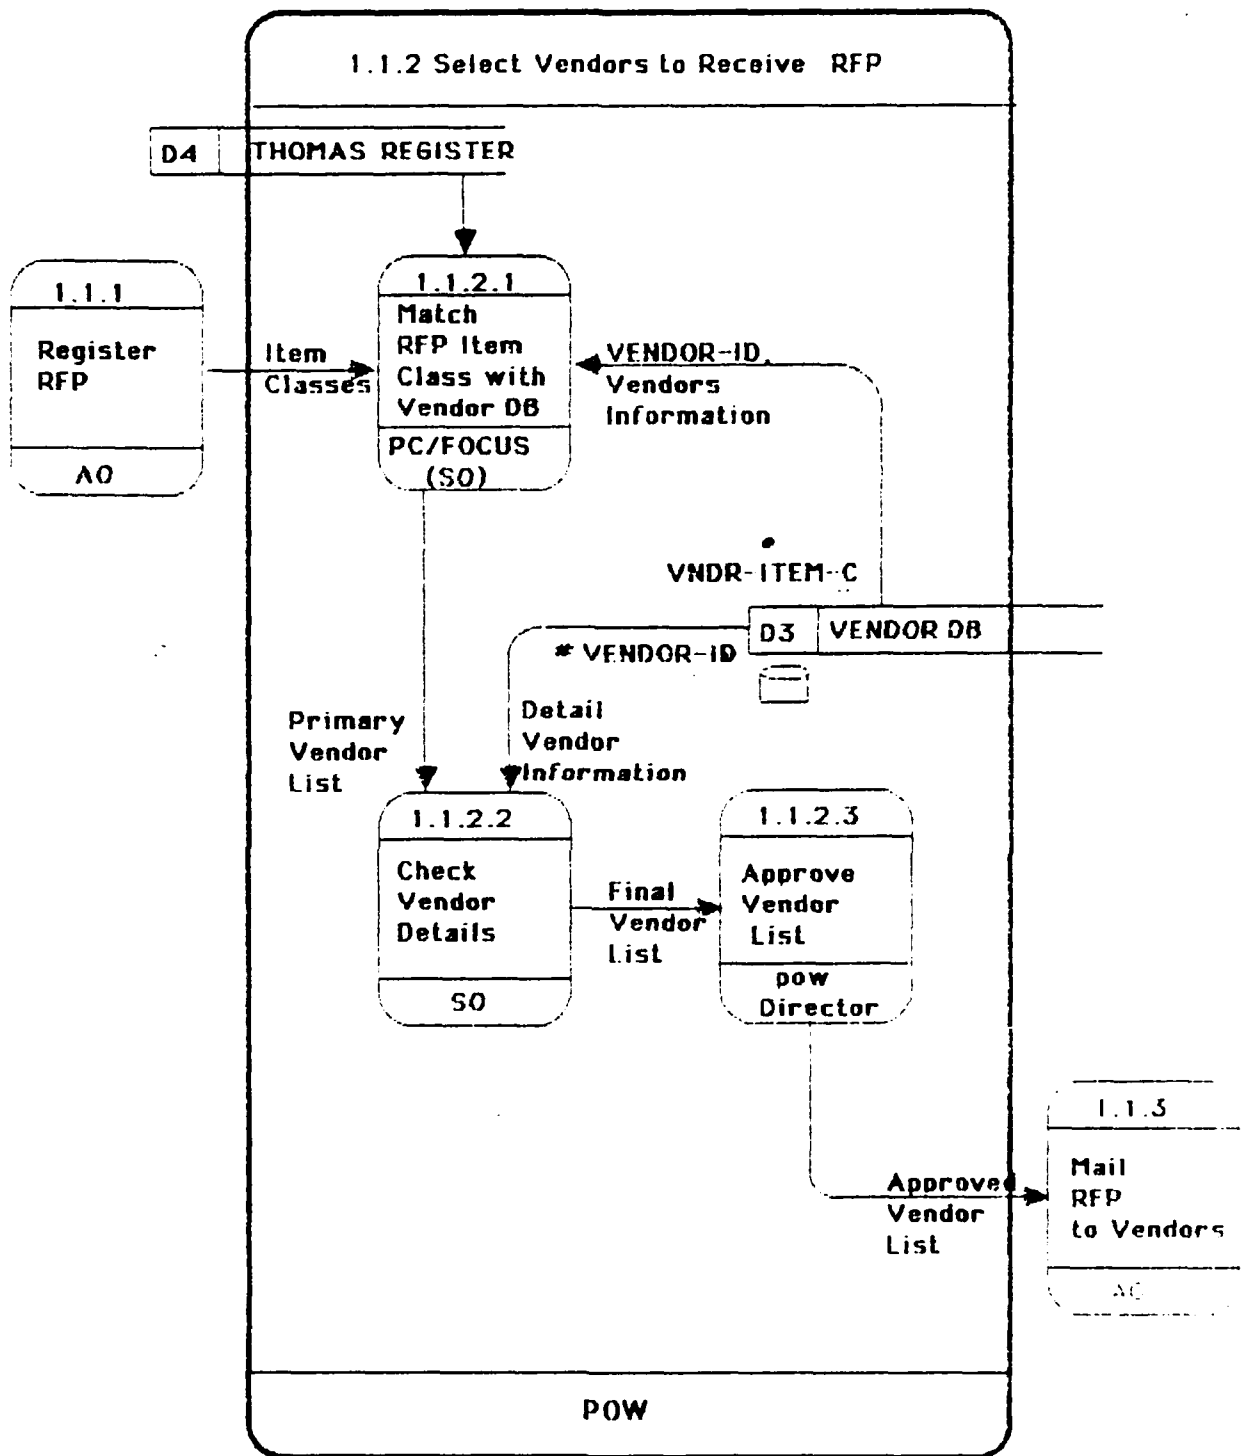 1.1.2 Select Vendors to Receive RFP
D4 THOMAS REGISTER
1.1.1
Register
RFP
AO
Item
Classes
1.1.2.1
Match
RFP Item
Class with
Vendor DB
PC/FOCUS
(SO)
VENDOR-ID,
Vendors
Information
VNDR-ITEM-C
D3 VENDOR DB
* VENDOR-ID
Primary
Vendor
List
Detail
Vendor
Information
1.1.2.2
Check
Vendor
Details
SO
Final
Vendor
List
1.1.2.3
Approve
Vendor
List
pow
Director
Approved
Vendor
List
1.1.3
Mail
RFP
to Vendors
POW